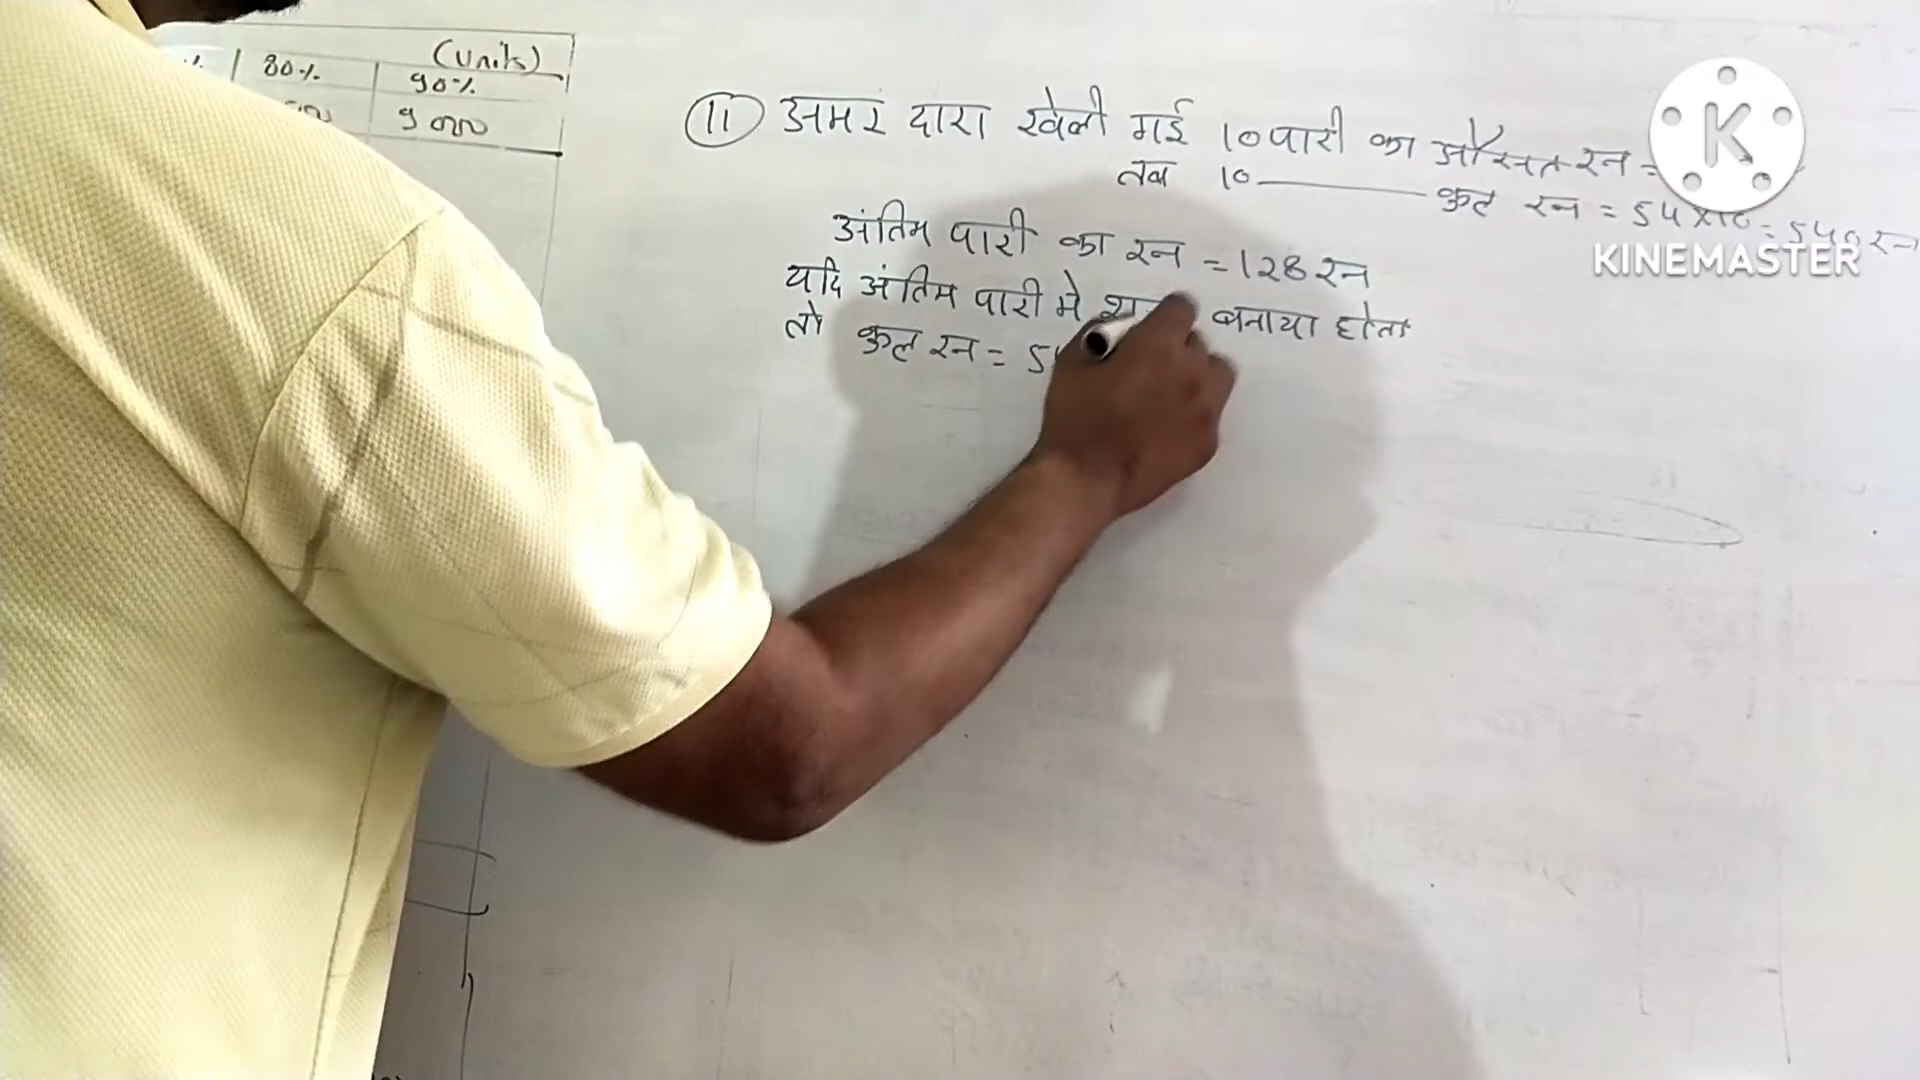 (Units)
80% 90%
9000
(11) अमर दारा खेली गई 10 पारी का औसत रन =
तब 10 ——— कुल रन = 54 × 10 = 540 रन
अंतिम पारी का रन = 128 रन
यदि अंतिम पारी मे बनाया होता
तो कुल रन = 5
K
KINEMASTER